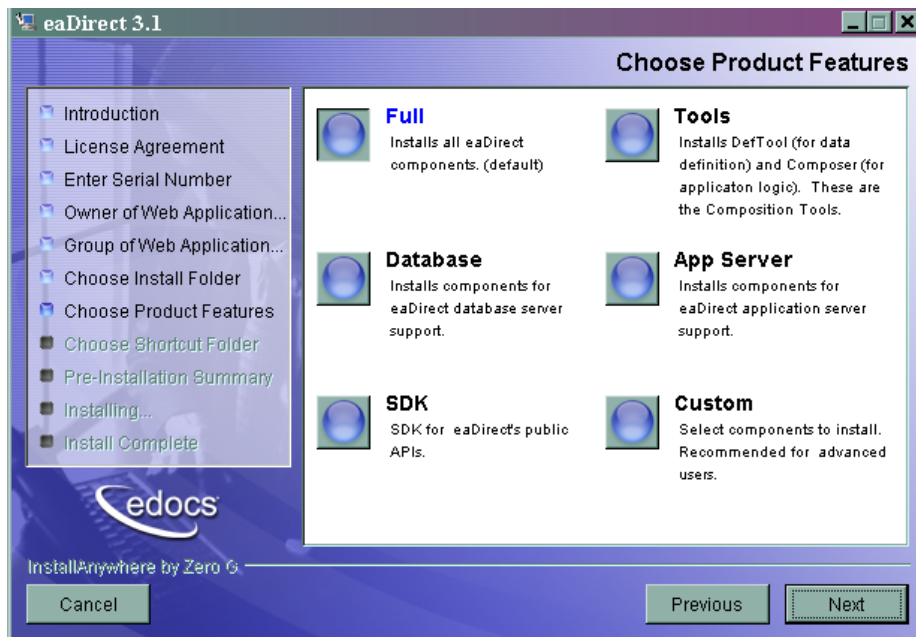 eaDirect 3.1
Choose Product Features
Introduction
License Agreement
Enter Serial Number
Owner of Web Application...
Group of Web Application...
Choose Install Folder
Choose Product Features
Choose Shortcut Folder
Pre-Installation Summary
Installing...
Install Complete
edocs
Full
Installs all eaDirect
components. (default)
Tools
Installs DefTool (for data
definition) and Composer (for
applicaton logic). These are
the Composition Tools.
Database
Installs components for
eaDirect database server
support.
App Server
Installs components for
eaDirect application server
support.
SDK
SDK for eaDirect's public
APIs.
Custom
Select components to install.
Recommended for advanced
users.
InstallAnywhere by Zero G
Cancel
Previous
Next